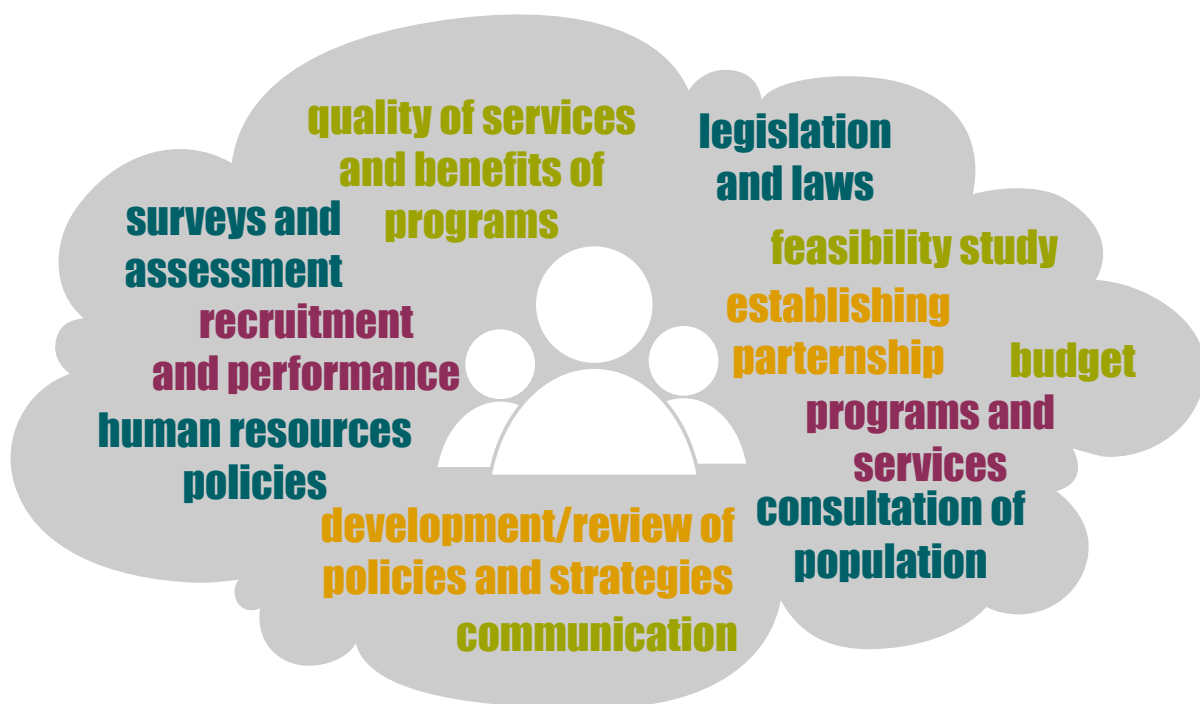 quality of services
and benefits of
programs
legislation
and laws
surveys and
assessment
feasibility study
recruitment
and performance
establishing
parternship
budget
human resources
policies
programs and
services
development/review of
policies and strategies
consultation of
population
communication